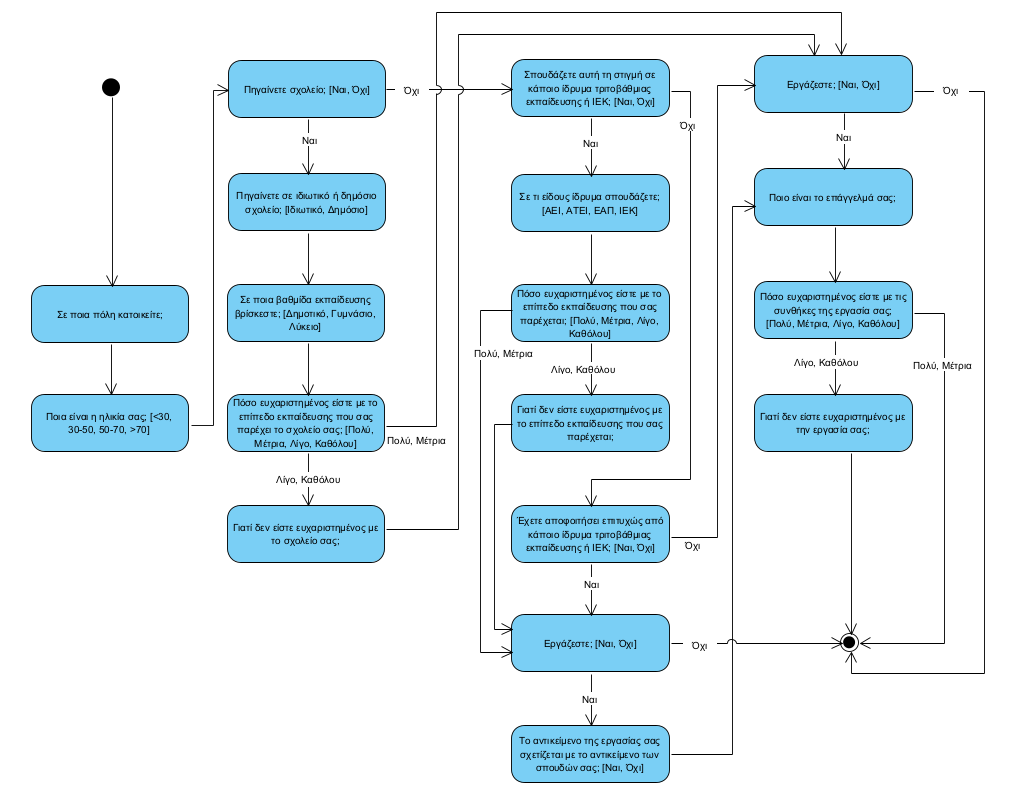 Σε ποια πόλη κατοικείτε;
Ποια είναι η ηλικία σας; [<30,
30-50, 50-70, >70]
Πηγαίνετε σχολείο; [Ναι, Όχι]
Όχι
Ναι
Πηγαίνετε σε ιδιωτικό ή δημόσιο
σχολείο; [Ιδιωτικό, Δημόσιο]
Σε ποια βαθμίδα εκπαίδευσης
βρίσκεστε; [Δημοτικό, Γυμνάσιο,
Λύκειο]
Πόσο ευχαριστημένος είστε με το
επίπεδο εκπαίδευσης που σας
παρέχει το σχολείο σας; [Πολύ,
Μέτρια, Λίγο, Καθόλου]
Πολύ, Μέτρια
Λίγο, Καθόλου
Γιατί δεν είστε ευχαριστημένος με
το σχολείο σας;
Σπουδάζετε αυτή τη στιγμή σε
κάποιο ίδρυμα τριτοβάθμιας
εκπαίδευσης ή ΙΕΚ; [Ναι, Όχι]
Όχι
Ναι
Σε τι είδους ίδρυμα σπουδάζετε;
[ΑΕΙ, ΑΤΕΙ, ΕΑΠ, ΙΕΚ]
Πόσο ευχαριστημένος είστε με το
επίπεδο εκπαίδευσης που σας
παρέχεται; [Πολύ, Μέτρια, Λίγο,
Καθόλου]
Πολύ, Μέτρια
Λίγο, Καθόλου
Γιατί δεν είστε ευχαριστημένος με
το επίπεδο εκπαίδευσης που σας
παρέχεται;
Έχετε αποφοιτήσει επιτυχώς από
κάποιο ίδρυμα τριτοβάθμιας
εκπαίδευσης ή ΙΕΚ; [Ναι, Όχι]
Όχι
Ναι
Εργάζεστε; [Ναι, Όχι]
Όχι
Ναι
Το αντικείμενο της εργασίας σας
σχετίζεται με το αντικείμενο των
σπουδών σας; [Ναι, Όχι]
Εργάζεστε; [Ναι, Όχι]
Όχι
Ναι
Ποιο είναι το επάγγελμά σας;
Πόσο ευχαριστημένος είστε με τις
συνθήκες της εργασία σας;
[Πολύ, Μέτρια, Λίγο, Καθόλου]
Λίγο, Καθόλου
Πολύ, Μέτρια
Γιατί δεν είστε ευχαριστημένος με
την εργασία σας;